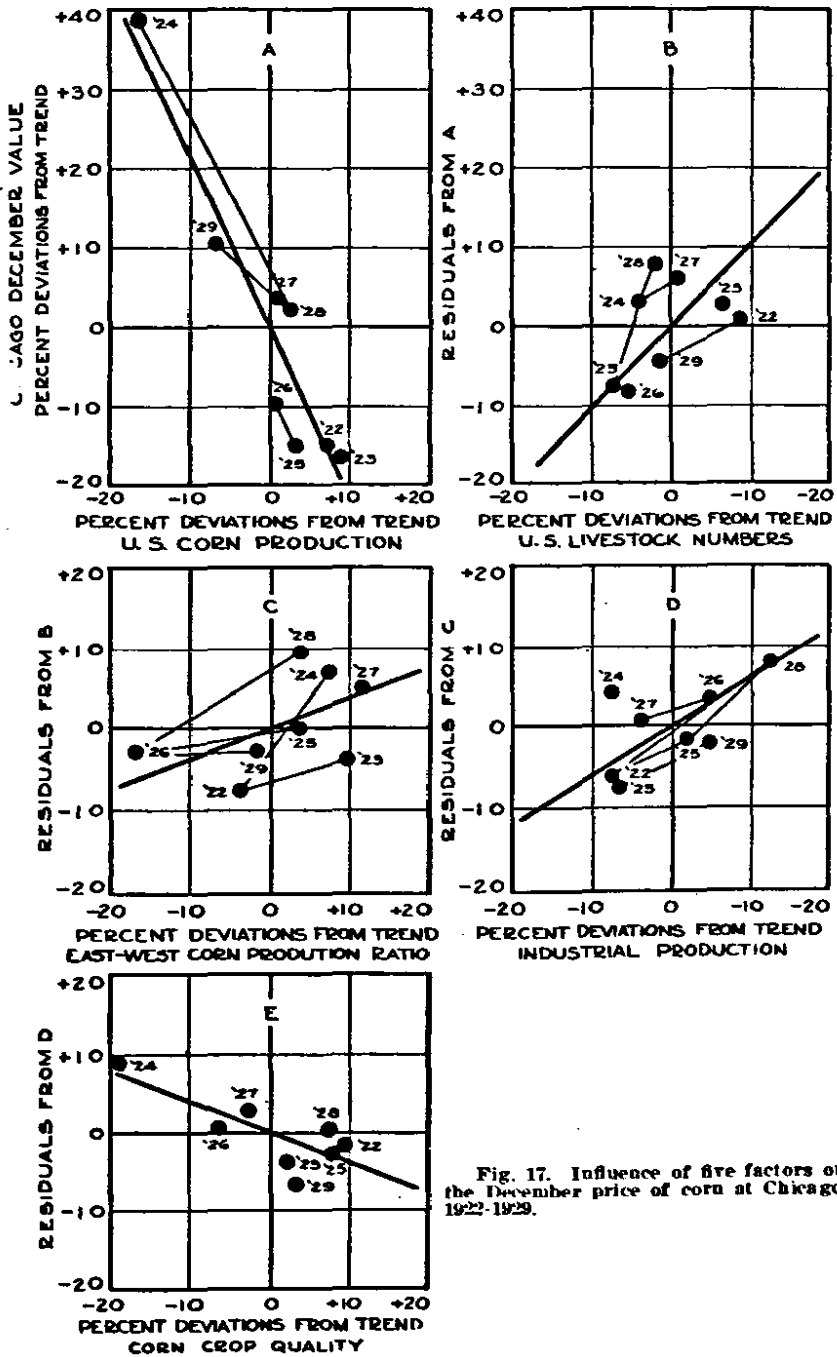 A
+40
+30
+20
+10
0
-10
-20
DECEMBER VALUE
PERCENT DEVIATIONS FROM TREND
'24
'29
'27
'28
'26
'25
'22
'23
-20 -10 0 +10 +20
PERCENT DEVIATIONS FROM TREND
U.S. CORN PRODUCTION
B
+40
+30
+20
+10
0
-10
-20
RESIDUALS FROM A
'28
'27
'24
'23
'22
'29
'25
'26
-20 -10 0 -10 -20
PERCENT DEVIATIONS FROM TREND
U.S. LIVESTOCK NUMBERS
C
+20
+10
0
-10
-20
RESIDUALS FROM B
'28
'24
'27
'26
'25
'29
'22
'23
-20 -10 0 +10 +20
PERCENT DEVIATIONS FROM TREND
EAST-WEST CORN PRODUTION RATIO
D
+20
+10
0
-10
-20
RESIDUALS FROM C
'24
'26
'28
'27
'22
'25
'29
'23
-20 -10 0 -10 -20
PERCENT DEVIATIONS FROM TREND
INDUSTRIAL PRODUCTION
E
+20
+10
0
-10
-20
RESIDUALS FROM D
'24
'27
'28
'26
'22
'23
'25
'29
-20 -10 0 +10 +20
PERCENT DEVIATIONS FROM TREND
CORN CROP QUALITY
Fig. 17. Influence of five factors
the December price of corn at Chicago
1922-1929.